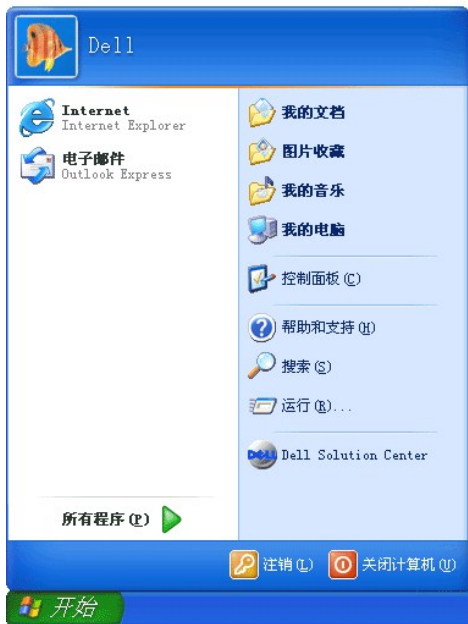 Dell
Internet
Internet Explorer
电子邮件
Outlook Express
我的文档
图片收藏
我的音乐
我的电脑
控制面板(C)
帮助和支持(H)
搜索(S)
运行(R)...
DELL
Dell Solution Center
所有程序(P)
注销(L)
关闭计算机(U)
开始